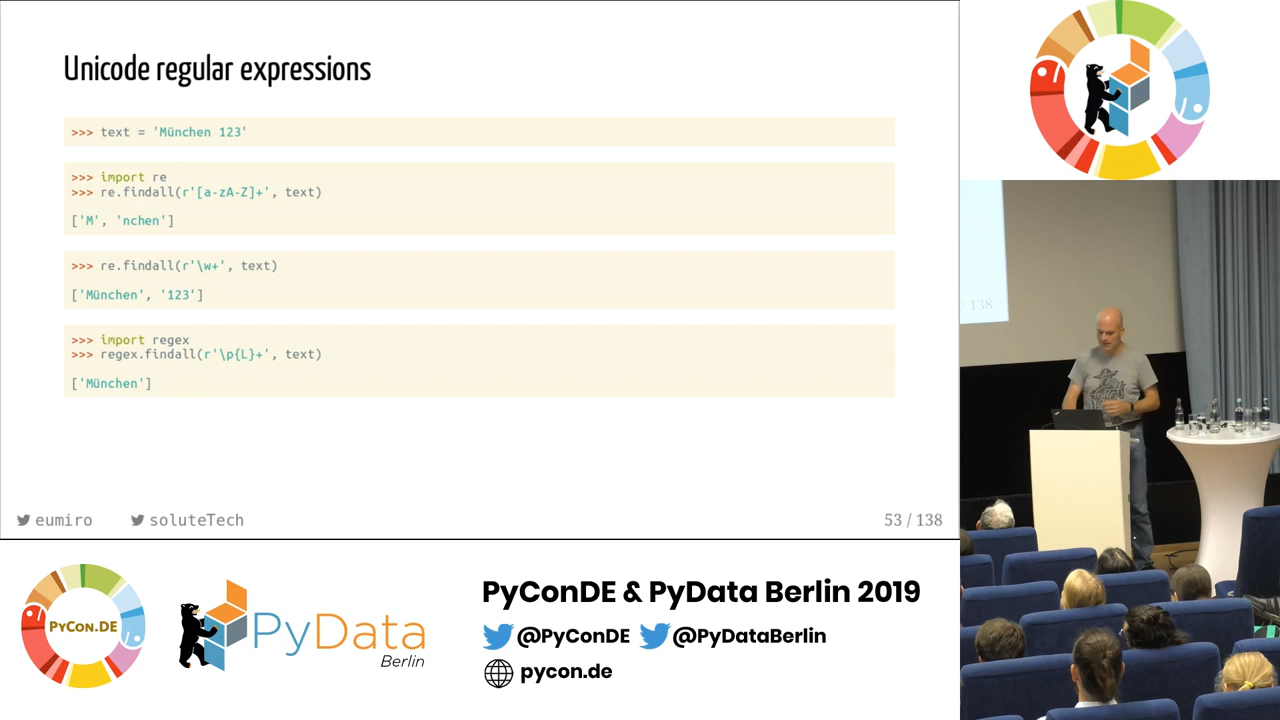 Unicode regular expressions
>>> text = 'München 123'
>>> import re
>>> re.findall(r'[a-zA-Z]+', text)
['M', 'nchen']
>>> re.findall(r'\w+', text)
['München', '123']
>>> import regex
>>> regex.findall(r'\p{L}+', text)
['München']
eumiro soluteTech 53 / 138
/ 138
PyCon.DE
PyData
Berlin
PyConDE & PyData Berlin 2019
@PyConDE @PyDataBerlin
pycon.de